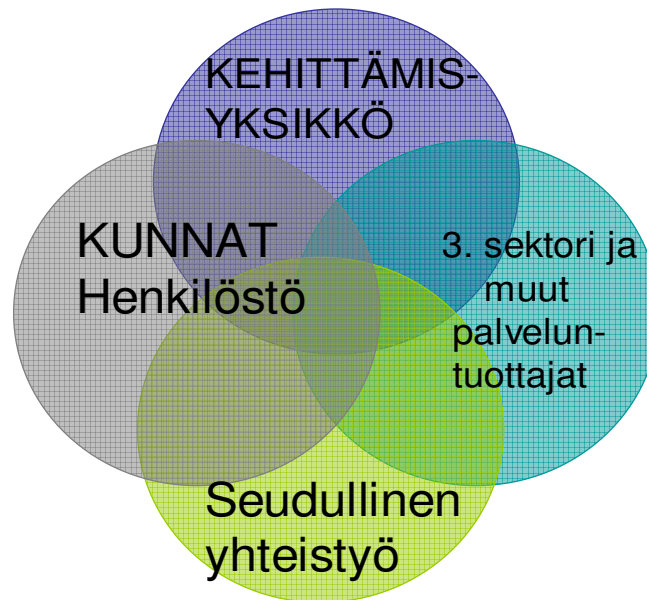 KEHITTÄMIS-
YKSIKKÖ
KUNNAT
Henkilöstö
3. sektori ja
muut
palvelun-
tuottajat
Seudullinen
yhteistyö